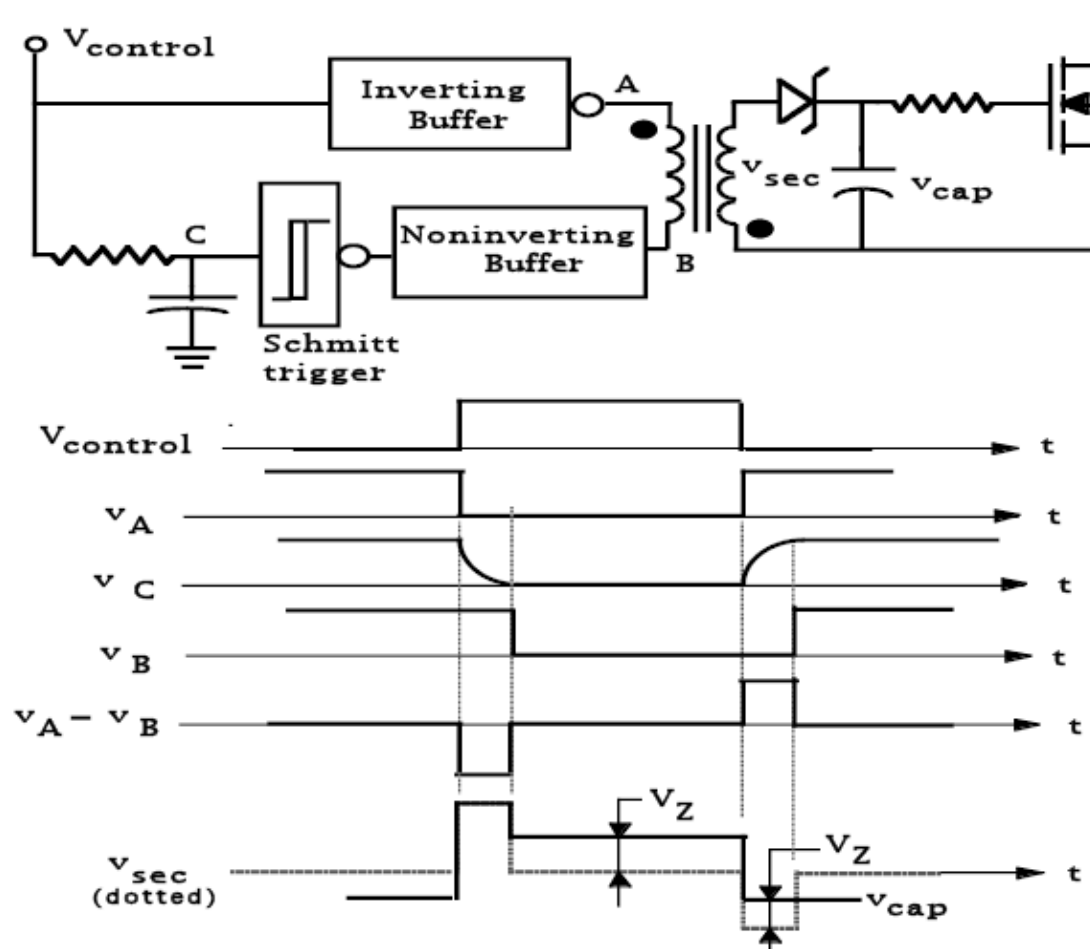 Vcontrol
Inverting
Buffer
A
C
Schmitt
trigger
Noninverting
Buffer
B
vsec
vcap
Vcontrol
t
vA
t
vC
t
vB
t
vA - vB
t
VZ
VZ
vsec
(dotted)
t
vcap